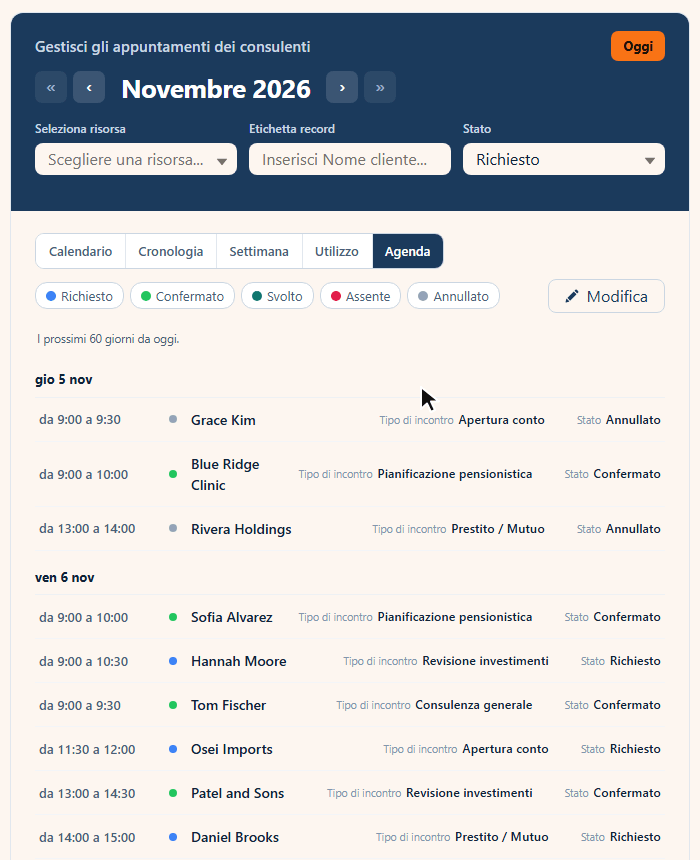 Gestisci gli appuntamenti dei consulenti
Oggi
« ‹ Novembre 2026 › »
Seleziona risorsa Etichetta record Stato
Scegliere una risorsa... Inserisci Nome cliente... Richiesto
Calendario Cronologia Settimana Utilizzo Agenda
Richiesto Confermato Svolto Assente Annullato Modifica
I prossimi 60 giorni da oggi.
gio 5 nov
da 9:00 a 9:30 Grace Kim Tipo di incontro Apertura conto Stato Annullato
da 9:00 a 10:00 Blue Ridge Clinic Tipo di incontro Pianificazione pensionistica Stato Confermato
da 13:00 a 14:00 Rivera Holdings Tipo di incontro Prestito / Mutuo Stato Annullato
ven 6 nov
da 9:00 a 10:00 Sofia Alvarez Tipo di incontro Pianificazione pensionistica Stato Confermato
da 9:00 a 10:30 Hannah Moore Tipo di incontro Revisione investimenti Stato Richiesto
da 9:00 a 9:30 Tom Fischer Tipo di incontro Consulenza generale Stato Confermato
da 11:30 a 12:00 Osei Imports Tipo di incontro Apertura conto Stato Richiesto
da 13:00 a 14:30 Patel and Sons Tipo di incontro Revisione investimenti Stato Confermato
da 14:00 a 15:00 Daniel Brooks Tipo di incontro Prestito / Mutuo Stato Richiesto